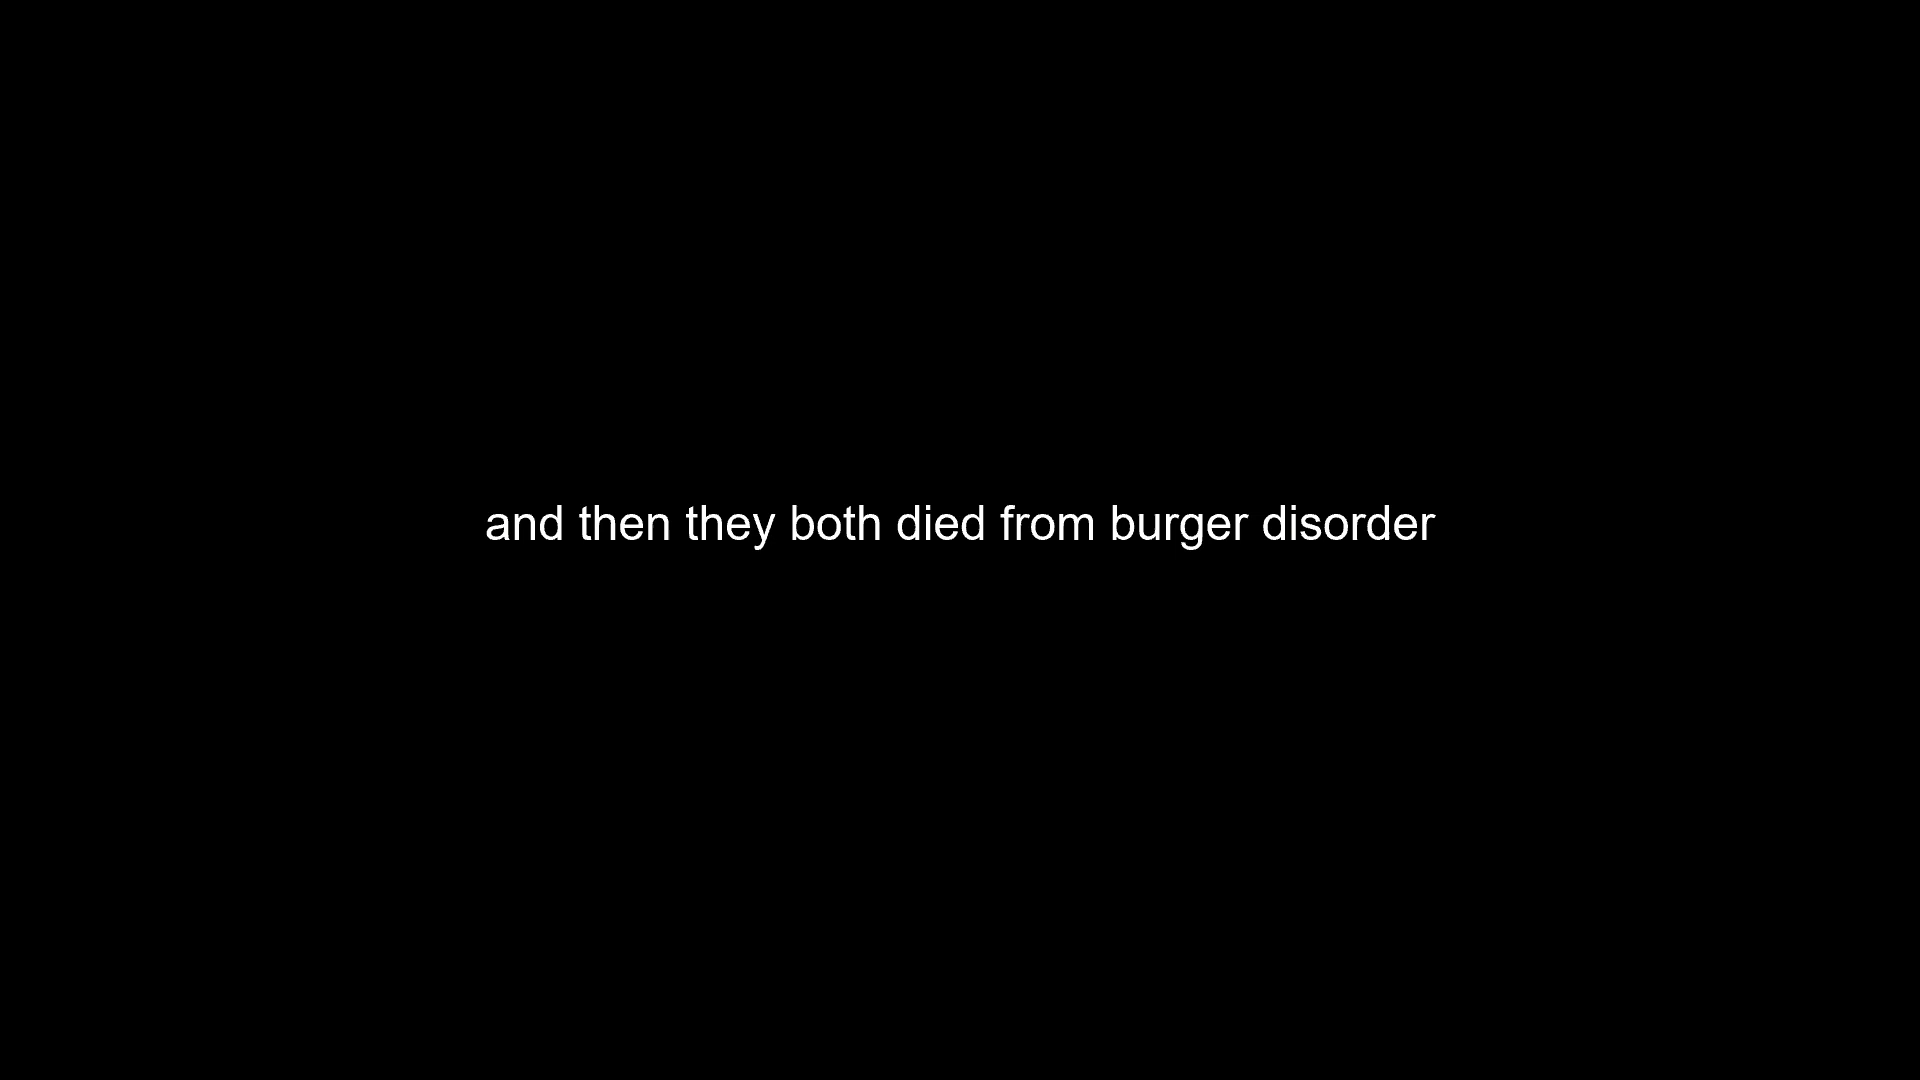 and then they both died from burger disorder